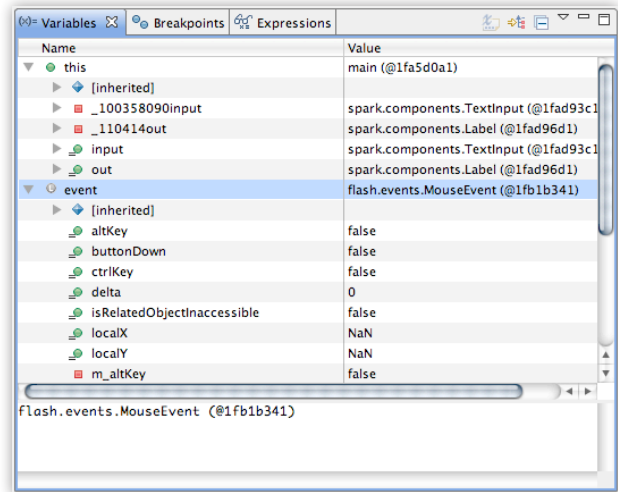 (x)= Variables Breakpoints Expressions
Name Value
this main (@1fa5d0a1)
[inherited]
_100358090input spark.components.TextInput (@1fad93c1
_110414out spark.components.Label (@1fad96d1)
input spark.components.TextInput (@1fad93c1
out spark.components.Label (@1fad96d1)
event flash.events.MouseEvent (@1fb1b341)
[inherited]
altKey false
buttonDown false
ctrlKey false
delta 0
isRelatedObjectInaccessible false
localX NaN
localY NaN
m_altKey false
flash.events.MouseEvent (@1fb1b341)